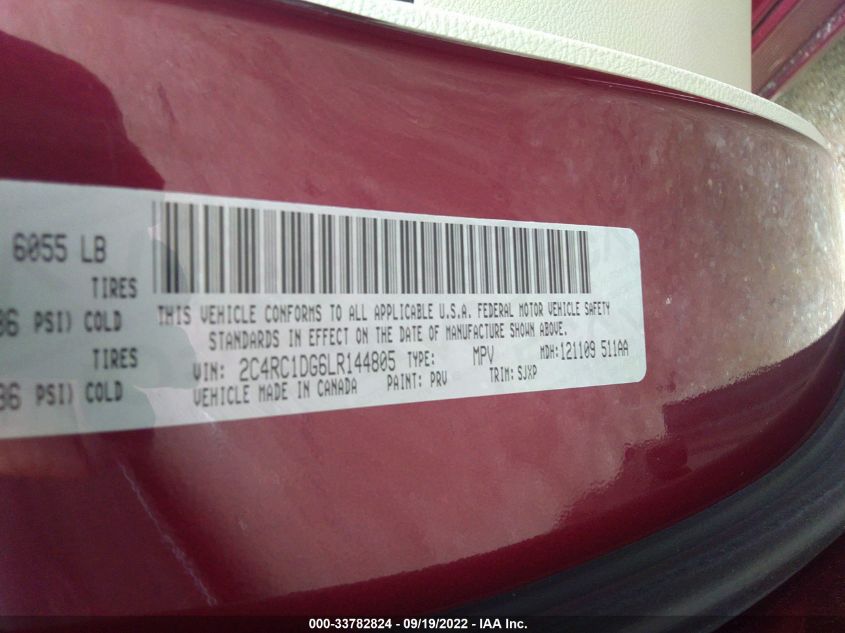 6055 LB
TIRES
THIS VEHICLE CONFORMS TO ALL APPLICABLE U.S.A. FEDERAL MOTOR VEHICLE SAFETY
PSI) COLD
STANDARDS IN EFFECT ON THE DATE OF MANUFACTURE SHOWN ABOVE.
TIRES
VIN: 2C4RC1DG6LR144805 TYPE: MPV MDH:121109 511AA
PSI) COLD
VEHICLE MADE IN CANADA PAINT: PRV TRIM: SJXP
000-33782824 - 09/19/2022 - IAA Inc.